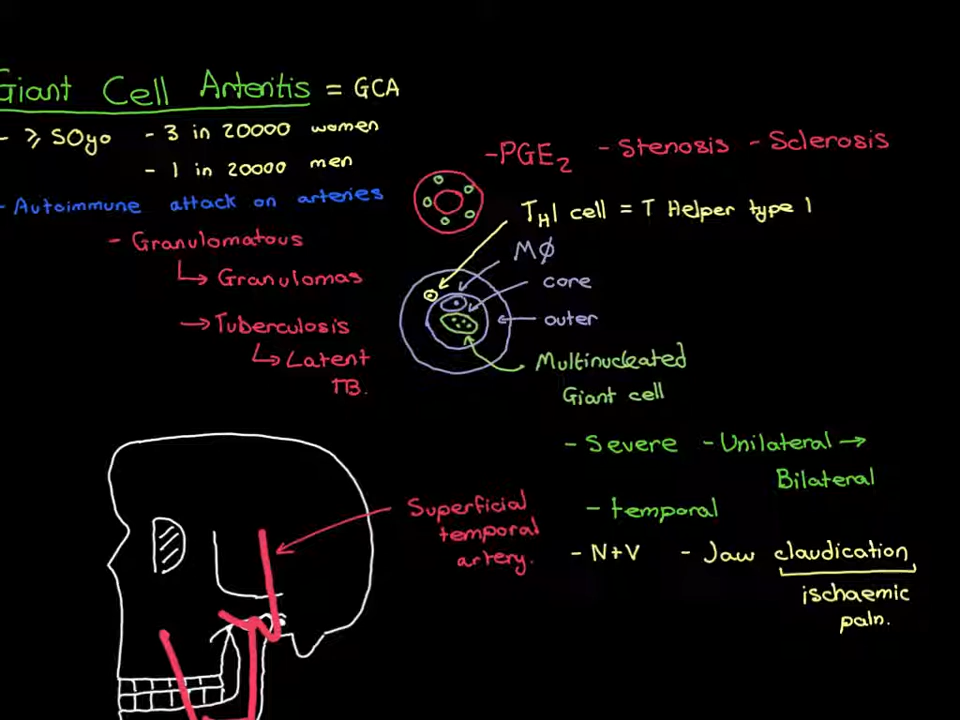 Giant Cell Arteritis = GCA
- ⩾ 50yo - 3 in 20000 women
- 1 in 20000 men
- Autoimmune attack on arteries
- Granulomatous
↳ Granulomas
→ Tuberculosis
↳ Latent
TB.
- PGE₂ - Stenosis - Sclerosis
TH1 cell = T Helper type 1
MØ
core
outer
Multinucleated
Giant cell
- Severe - Unilateral →
Bilateral
- temporal
- N+V - Jaw claudication
ischaemic
pain.
Superficial
temporal
artery.